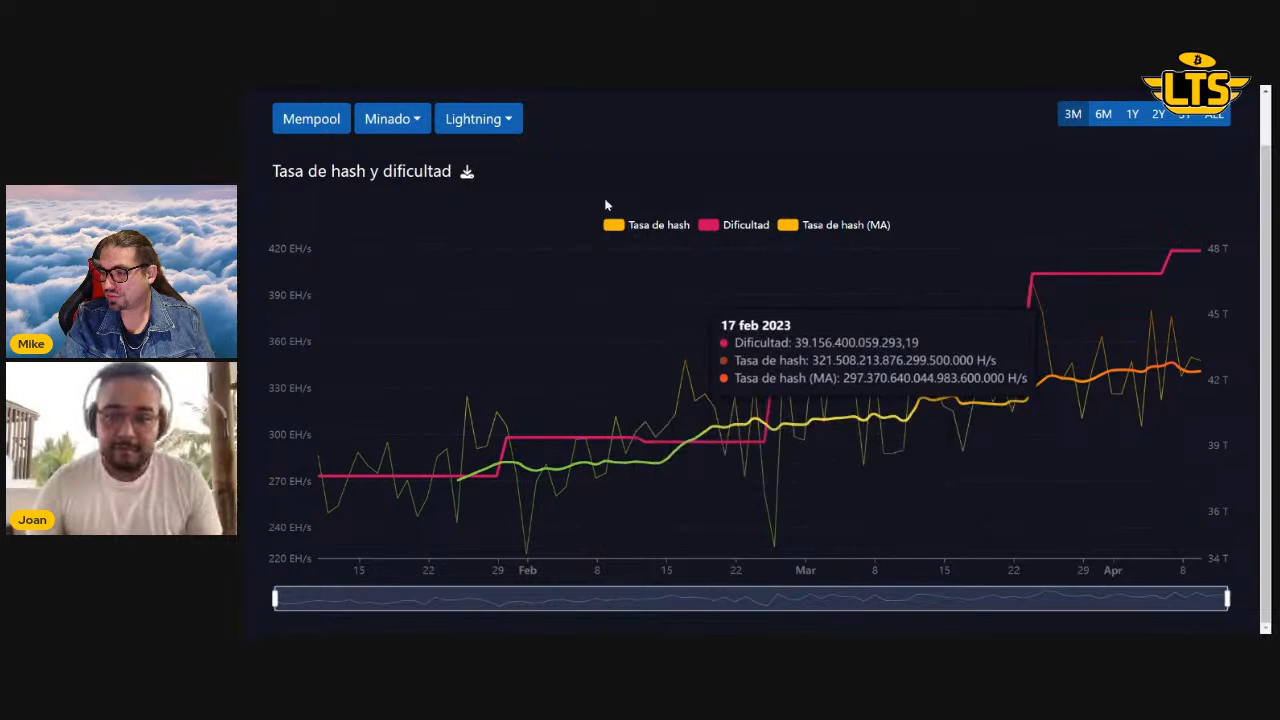 LTS
Mempool Minado Lightning
3M 6M 1Y 2Y
Tasa de hash y dificultad
Tasa de hash Dificultad Tasa de hash (MA)
420 EH/s 48 T
390 EH/s
45 T
360 EH/s
42 T
330 EH/s
300 EH/s
39 T
270 EH/s
36 T
240 EH/s
220 EH/s 34 T
17 feb 2023
Dificultad: 39.156.400.059.293,19
Tasa de hash: 321.508.213.876.299.500.000 H/s
Tasa de hash (MA): 297.370.640.044.983.600.000 H/s
15 22 29 Feb 8 15 22 Mar 8 15 22 29 Apr 8
Mike
Joan